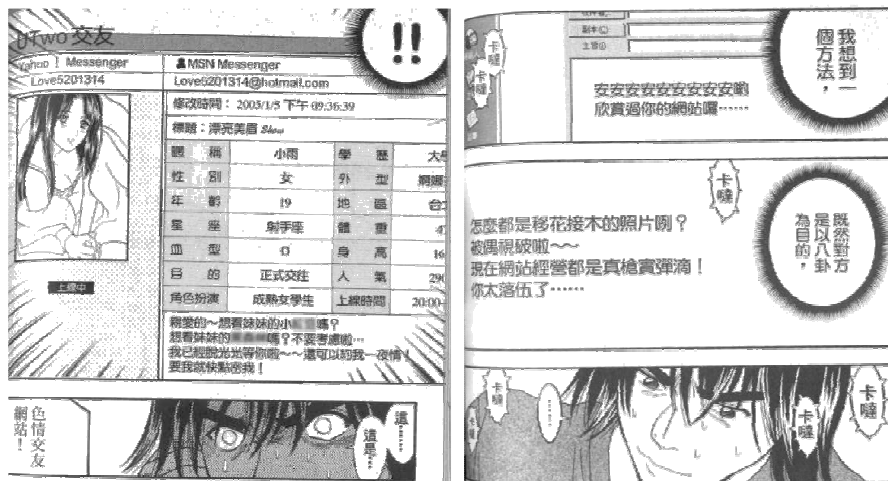 UTwo 交友
!!
Yahoo! Messenger
MSN Messenger
Love5201314
Love5201314@hotmail.com
修改時間： 2005/1/5 下午 09:36:39
標題：漂亮美眉 Show
暱 稱 小雨 學 歷
性 別 女 外 型
年 齡 19 地 區
星 座 射手座 體 重
血 型 O 身 高
目 的 正式交往 人 氣
角色扮演 成熟女學生 上線時間 20:00
上線中
親愛的～想看妹妹的小 嗎？
想看妹妹的 嗎？不要考慮啦…
我已經脫光光等你啦～～還可以約我一夜情！
要我就快點密我！
這……
這是……
色情交友
網站！
我想到一
個方法，
卡噠
卡噠
副本
主旨
安安安安安安安安安喲
欣賞過你的網站囉……
既然對方
是以八卦
為目的，
卡噠
怎麼都是移花接木的照片咧？
被偶視破啦～～
現在網站經營都是真槍實彈滴！
你太落伍了……
卡噠
卡噠
……
卡噠
卡噠